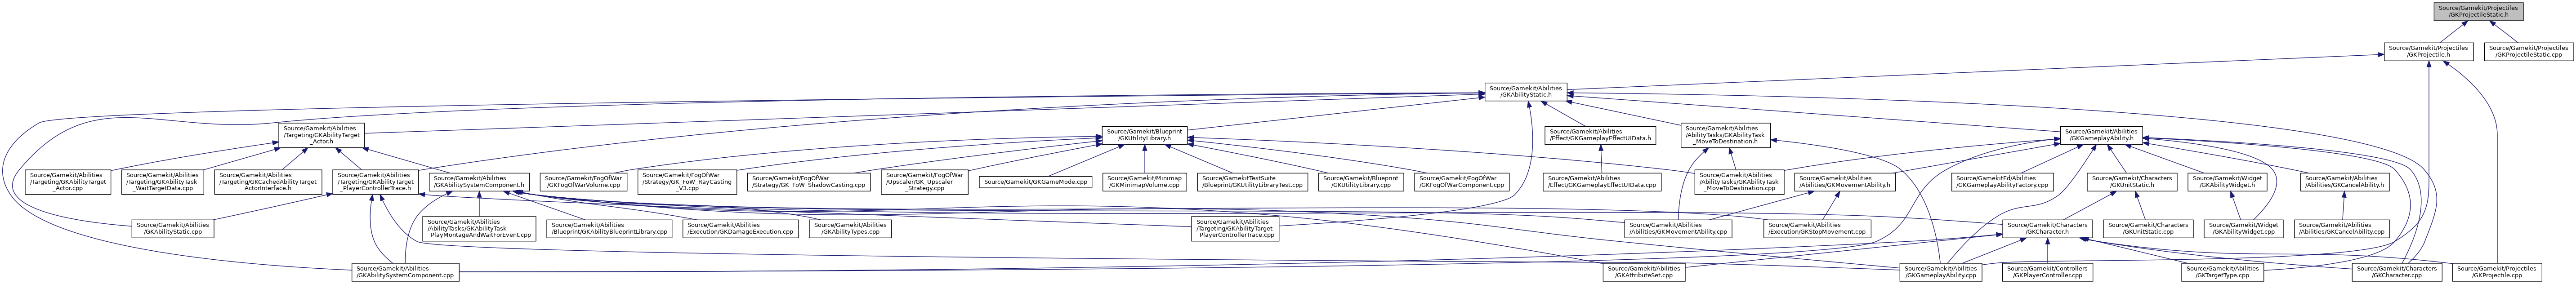 Source/Gamekit/Projectiles
/GKProjectileStatic.h
Source/Gamekit/Projectiles
/GKProjectile.h
Source/Gamekit/Projectiles
/GKProjectileStatic.cpp
Source/Gamekit/Abilities
/GKAbilityStatic.h
Source/Gamekit/Abilities
/Targeting/GKAbilityTarget
_Actor.h
Source/Gamekit/Blueprint
/GKUtilityLibrary.h
Source/Gamekit/Abilities
/Effect/GKGameplayEffectUIData.h
Source/Gamekit/Abilities
/AbilityTasks/GKAbilityTask
_MoveToDestination.h
Source/Gamekit/Abilities
/GKGameplayAbility.h
Source/Gamekit/Abilities
/Targeting/GKAbilityTarget
_Actor.cpp
Source/Gamekit/Abilities
/Targeting/GKAbilityTask
_WaitTargetData.cpp
Source/Gamekit/Abilities
/Targeting/GKCachedAbilityTarget
ActorInterface.h
Source/Gamekit/Abilities
/Targeting/GKAbilityTarget
_PlayerControllerTrace.h
Source/Gamekit/Abilities
/GKAbilitySystemComponent.h
Source/Gamekit/FogOfWar
/GKFogOfWarVolume.cpp
Source/Gamekit/FogOfWar
/Strategy/GK_FoW_RayCasting
_V3.cpp
Source/Gamekit/FogOfWar
/Strategy/GK_FoW_ShadowCasting.cpp
Source/Gamekit/FogOfWar
/Upscaler/GK_Upscaler
_Strategy.cpp
Source/Gamekit/GKGameMode.cpp
Source/Gamekit/Minimap
/GKMinimapVolume.cpp
Source/Gamekit/TestSuite
/Blueprint/GKUtilityLibraryTest.cpp
Source/Gamekit/Blueprint
/GKUtilityLibrary.cpp
Source/Gamekit/FogOfWar
/GKFogOfWarComponent.cpp
Source/Gamekit/Abilities
/Effect/GKGameplayEffectUIData.cpp
Source/Gamekit/Abilities
/AbilityTasks/GKAbilityTask
_MoveToDestination.cpp
Source/Gamekit/Abilities
/Abilities/GKMovementAbility.h
Source/GamekitEd/Abilities
/GKGameplayAbilityFactory.cpp
Source/Gamekit/Characters
/GKUnitStatic.h
Source/Gamekit/Widget
/GKAbilityWidget.h
Source/Gamekit/Abilities
/Abilities/GKCancelAbility.h
Source/Gamekit/Abilities
/GKAbilityStatic.cpp
Source/Gamekit/Abilities
/AbilityTasks/GKAbilityTask
_PlayMontageAndWaitForEvent.cpp
Source/Gamekit/Abilities
/Blueprint/GKAbilityBlueprintLibrary.cpp
Source/Gamekit/Abilities
/Execution/GKDamageExecution.cpp
Source/Gamekit/Abilities
/GKAbilityTypes.cpp
Source/Gamekit/Abilities
/Targeting/GKAbilityTarget
_PlayerControllerTrace.cpp
Source/Gamekit/Abilities
/Abilities/GKMovementAbility.cpp
Source/Gamekit/Abilities
/Execution/GKStopMovement.cpp
Source/Gamekit/Characters
/GKCharacter.h
Source/Gamekit/Characters
/GKUnitStatic.cpp
Source/Gamekit/Widget
/GKAbilityWidget.cpp
Source/Gamekit/Abilities
/Abilities/GKCancelAbility.cpp
Source/Gamekit/Abilities
/GKAbilitySystemComponent.cpp
Source/Gamekit/Abilities
/GKAttributeSet.cpp
Source/Gamekit/Abilities
/GKGameplayAbility.cpp
Source/Gamekit/Controllers
/GKPlayerController.cpp
Source/Gamekit/Abilities
/GKTargetType.cpp
Source/Gamekit/Characters
/GKCharacter.cpp
Source/Gamekit/Projectiles
/GKProjectile.cpp